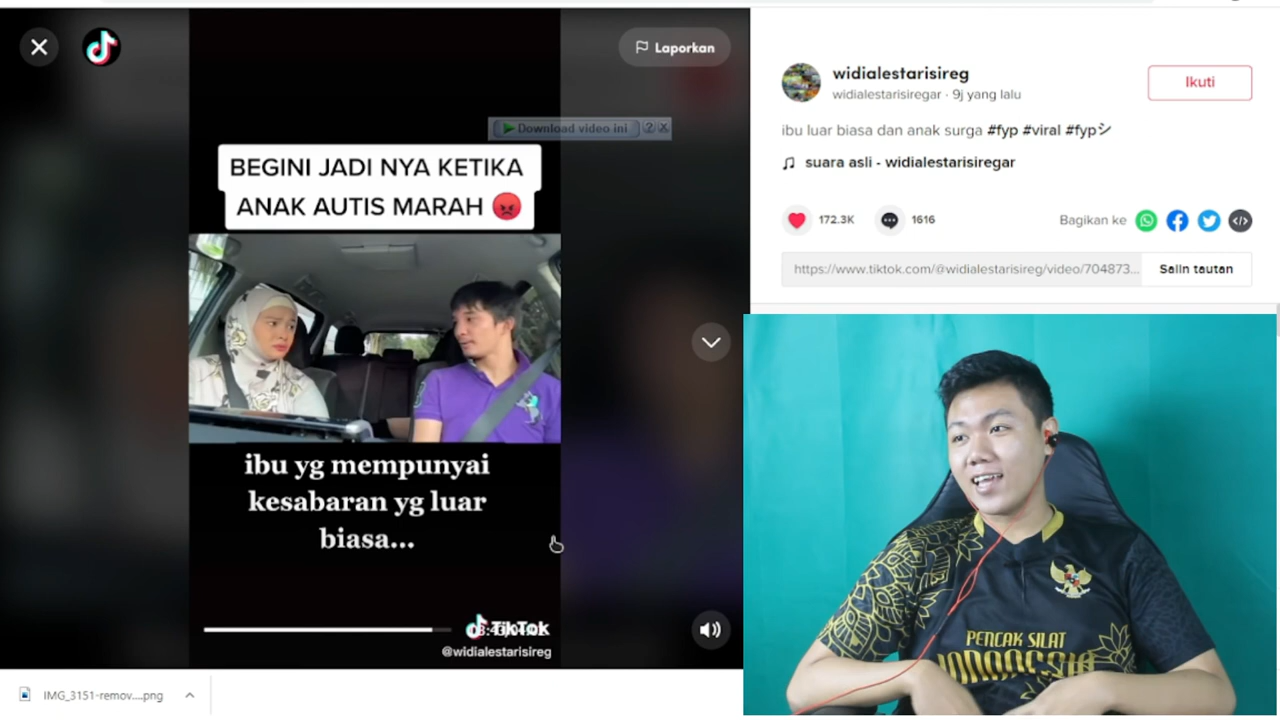 Laporkan
Download video ini
BEGINI JADI NYA KETIKA
ANAK AUTIS MARAH 😡
ibu yg mempunyai
kesabaran yg luar
biasa...
TikTok
@widialestarisireg
IMG_3151-remov....png
widialestarisireg
widialestarisiregar · 9j yang lalu
Ikuti
ibu luar biasa dan anak surga #fyp #viral #fypシ
suara asli - widialestarisiregar
172.3K
1616
Bagikan ke
https://www.tiktok.com/@widialestarisireg/video/704873...
Salin tautan
PENCAK SILAT
INDONESIA